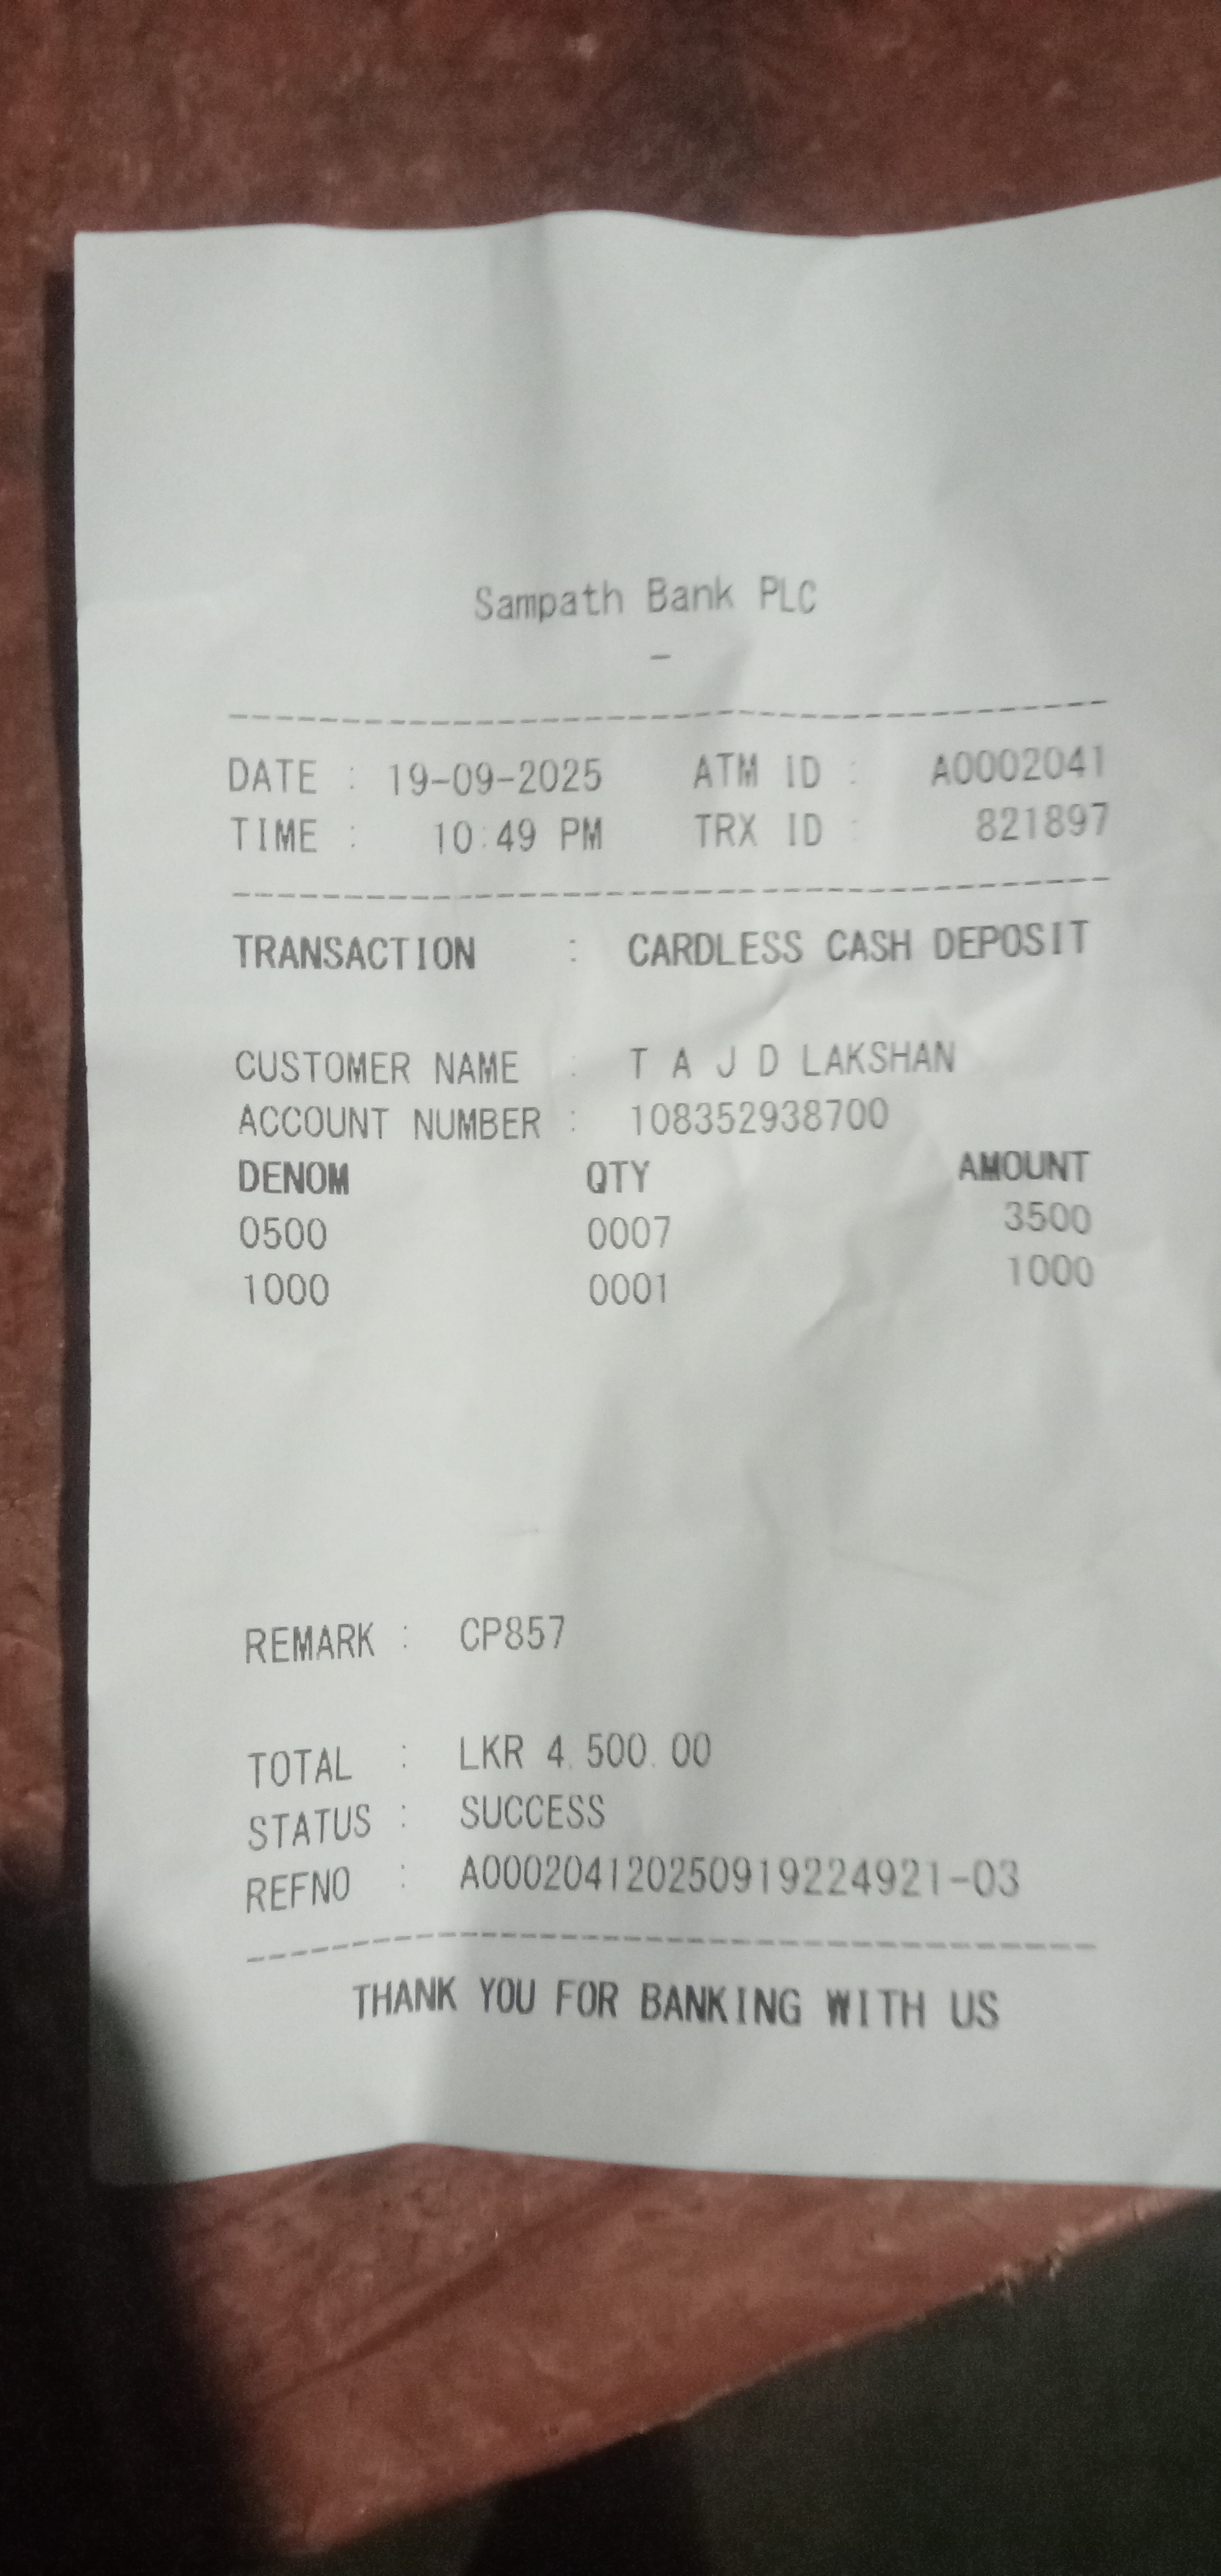 Sampath Bank PLC
-
DATE : 19-09-2025 ATM ID : A0002041
TIME : 10:49 PM TRX ID : 821897
TRANSACTION : CARDLESS CASH DEPOSIT
CUSTOMER NAME : T A J D LAKSHAN
ACCOUNT NUMBER : 108352938700
DENOM QTY AMOUNT
0500 0007 3500
1000 0001 1000
REMARK : CP857
TOTAL : LKR 4,500.00
STATUS : SUCCESS
REFNO : A000204120250919224921-03
THANK YOU FOR BANKING WITH US